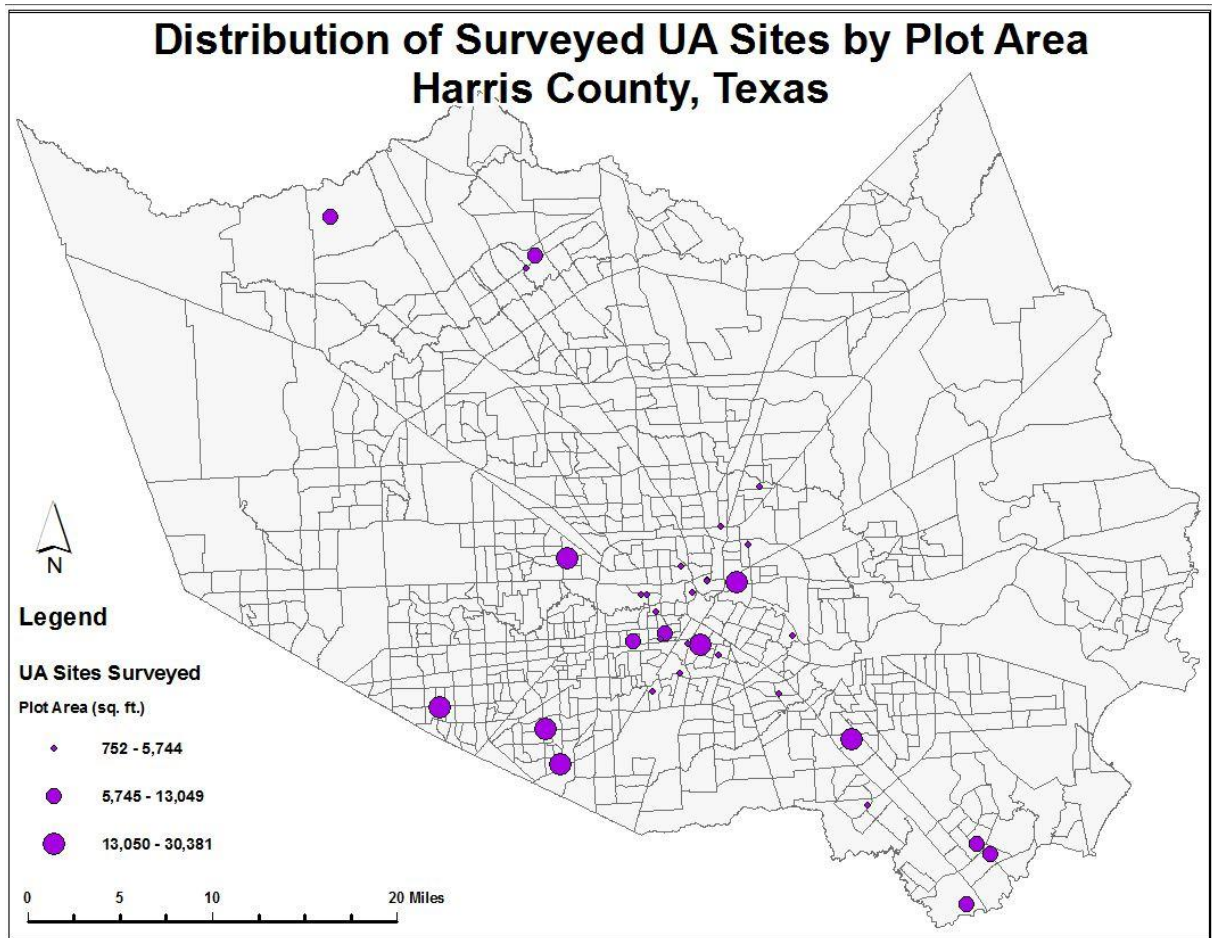 Distribution of Surveyed UA Sites by Plot Area
Harris County, Texas
N
Legend
UA Sites Surveyed
Plot Area (sq. ft.)
752 - 5,744
5,745 - 13,049
13,050 - 30,381
0 5 10 20 Miles